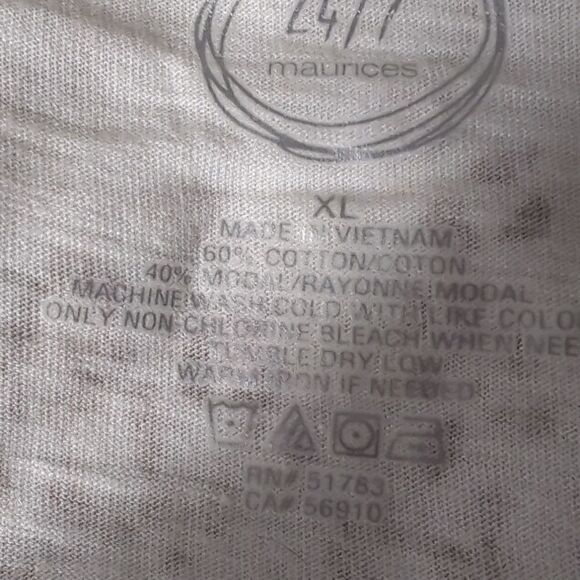 24/7
maurices
XL
MADE IN VIETNAM
60% COTTON/COTON
40% MODAL/RAYONNE MODAL
MACHINE WASH COLD WITH LIKE COLO
ONLY NON CHLORINE BLEACH WHEN NEE
TUMBLE DRY LOW
WARM IRON IF NEEDED
RN# 51783
CA# 56910